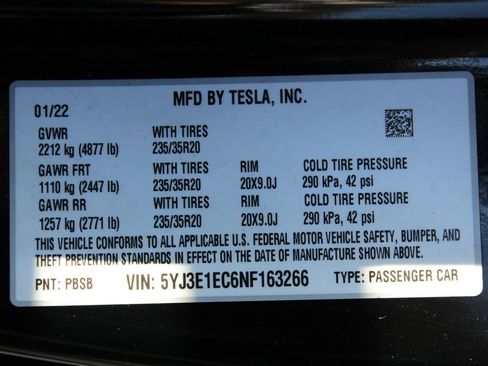 MFD BY TESLA, INC.
01/22
GVWR WITH TIRES
2212 kg (4877 lb) 235/35R20
GAWR FRT WITH TIRES RIM COLD TIRE PRESSURE
1110 kg (2447 lb) 235/35R20 20X9.0J 290 kPa, 42 psi
GAWR RR WITH TIRES RIM COLD TIRE PRESSURE
1257 kg (2771 lb) 235/35R20 20X9.0J 290 kPa, 42 psi
THIS VEHICLE CONFORMS TO ALL APPLICABLE U.S. FEDERAL MOTOR VEHICLE SAFETY, BUMPER, AND
THEFT PREVENTION STANDARDS IN EFFECT ON THE DATE OF MANUFACTURE SHOWN ABOVE.
PNT: PBSB VIN: 5YJ3E1EC6NF163266 TYPE: PASSENGER CAR